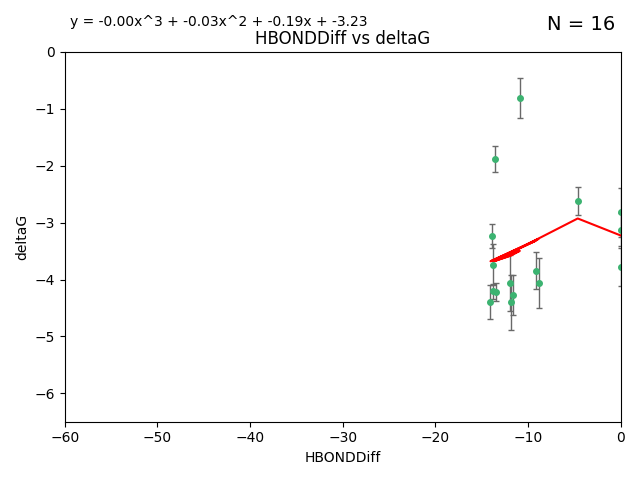 y = -0.00x^3 + -0.03x^2 + -0.19x + -3.23
N = 16
HBONDDiff vs deltaG
0
−1
−2
−3
−4
−5
−6
deltaG
−60 −50 −40 −30 −20 −10 0
HBONDDiff